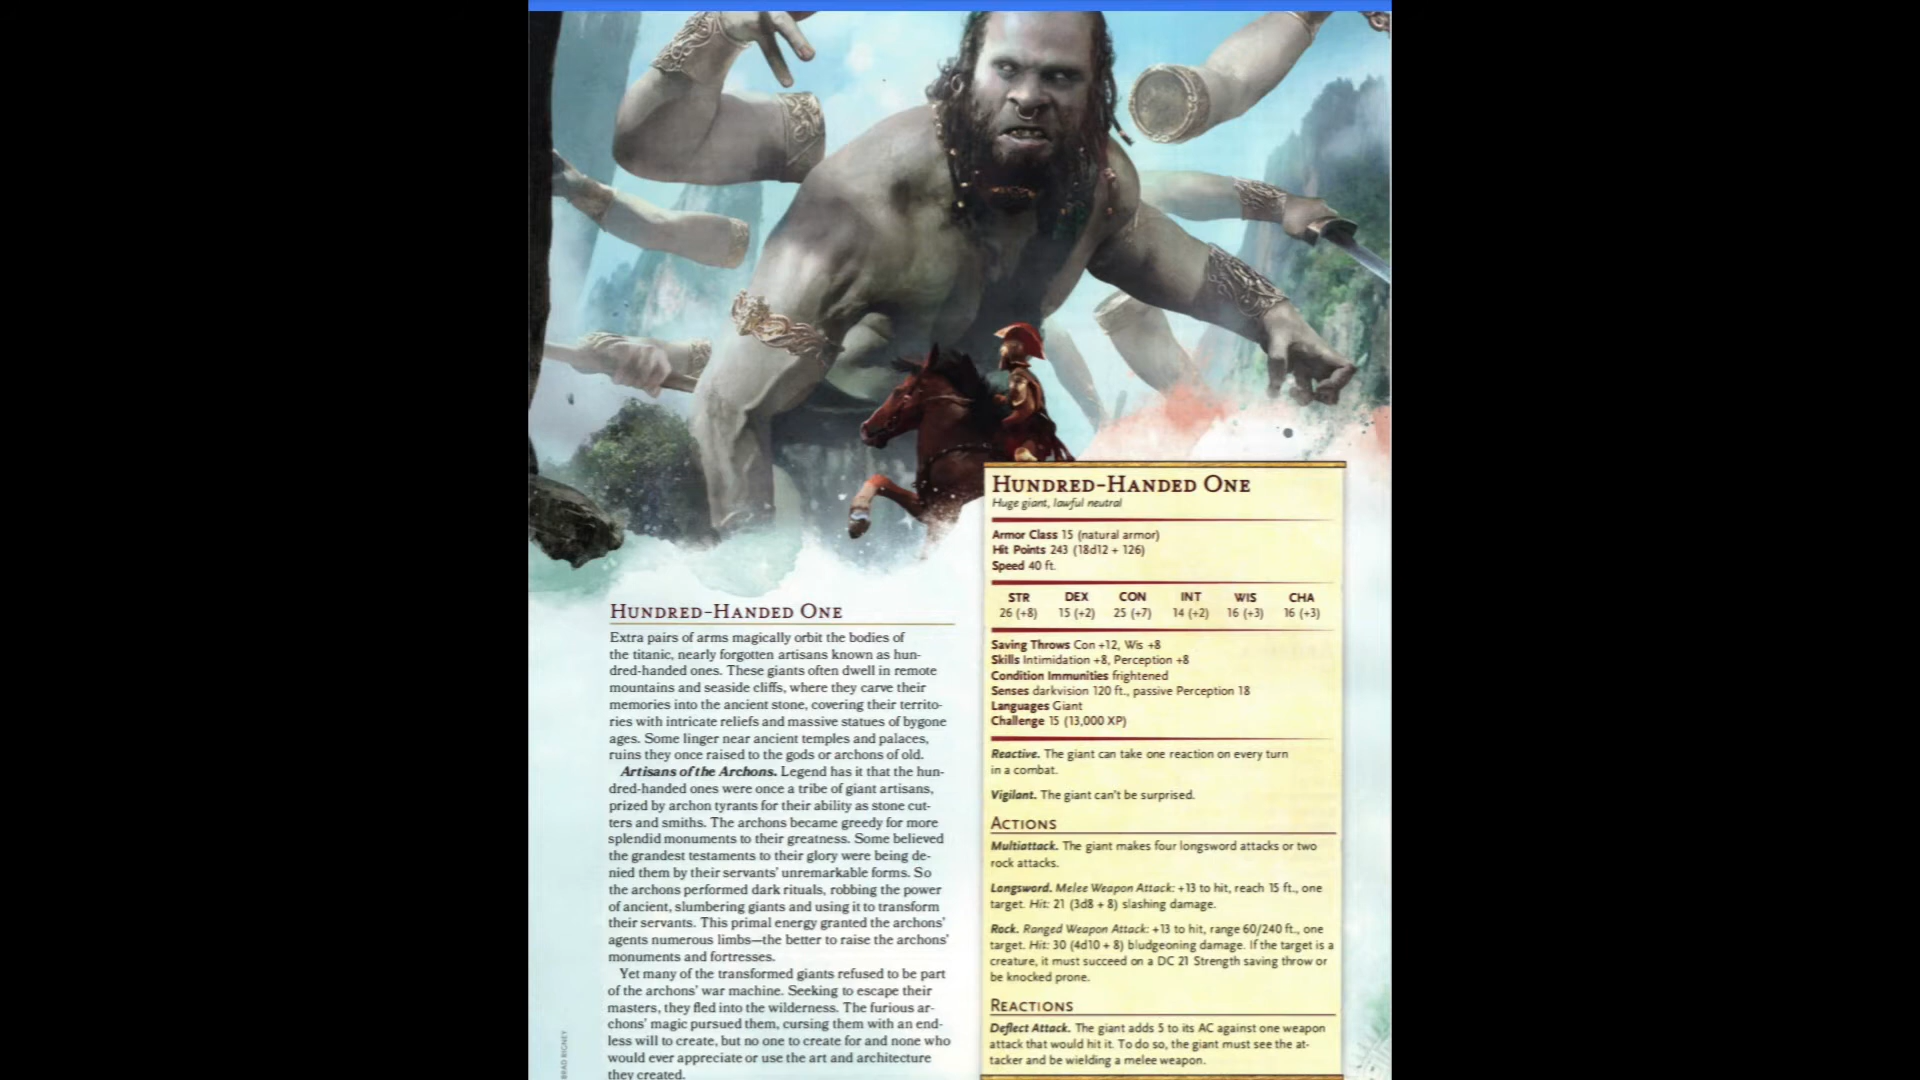 HUNDRED-HANDED ONE
Extra pairs of arms magically orbit the bodies of
the titanic, nearly forgotten artisans known as hun-
dred-handed ones. These giants often dwell in remote
mountains and seaside cliffs, where they carve their
memories into the ancient stone, covering their territo-
ries with intricate reliefs and massive statues of bygone
ages. Some linger near ancient temples and palaces,
ruins they once raised to the gods or archons of old.
Artisans of the Archons. Legend has it that the hun-
dred-handed ones were once a tribe of giant artisans,
prized by archon tyrants for their ability as stone cut-
ters and smiths. The archons became greedy for more
splendid monuments to their greatness. Some believed
the grandest testaments to their glory were being de-
nied them by their servants' unremarkable forms. So
the archons performed dark rituals, robbing the power
of ancient, slumbering giants and using it to transform
their servants. This primal energy granted the archons'
agents numerous limbs—the better to raise the archons'
monuments and fortresses.
Yet many of the transformed giants refused to be part
of the archons' war machine. Seeking to escape their
masters, they fled into the wilderness. The furious ar-
chons' magic pursued them, cursing them with an end-
less will to create, but no one to create for and none who
would ever appreciate or use the art and architecture
they created.
BRAD RIGNEY
HUNDRED-HANDED ONE
Huge giant, lawful neutral
Armor Class 15 (natural armor)
Hit Points 243 (18d12 + 126)
Speed 40 ft.
STR DEX CON INT WIS CHA
26 (+8) 15 (+2) 25 (+7) 14 (+2) 16 (+3) 16 (+3)
Saving Throws Con +12, Wis +8
Skills Intimidation +8, Perception +8
Condition Immunities frightened
Senses darkvision 120 ft., passive Perception 18
Languages Giant
Challenge 15 (13,000 XP)
Reactive. The giant can take one reaction on every turn
in a combat.
Vigilant. The giant can't be surprised.
ACTIONS
Multiattack. The giant makes four longsword attacks or two
rock attacks.
Longsword. Melee Weapon Attack: +13 to hit, reach 15 ft., one
target. Hit: 21 (3d8 + 8) slashing damage.
Rock. Ranged Weapon Attack: +13 to hit, range 60/240 ft., one
target. Hit: 30 (4d10 + 8) bludgeoning damage. If the target is a
creature, it must succeed on a DC 21 Strength saving throw or
be knocked prone.
REACTIONS
Deflect Attack. The giant adds 5 to its AC against one weapon
attack that would hit it. To do so, the giant must see the at-
tacker and be wielding a melee weapon.